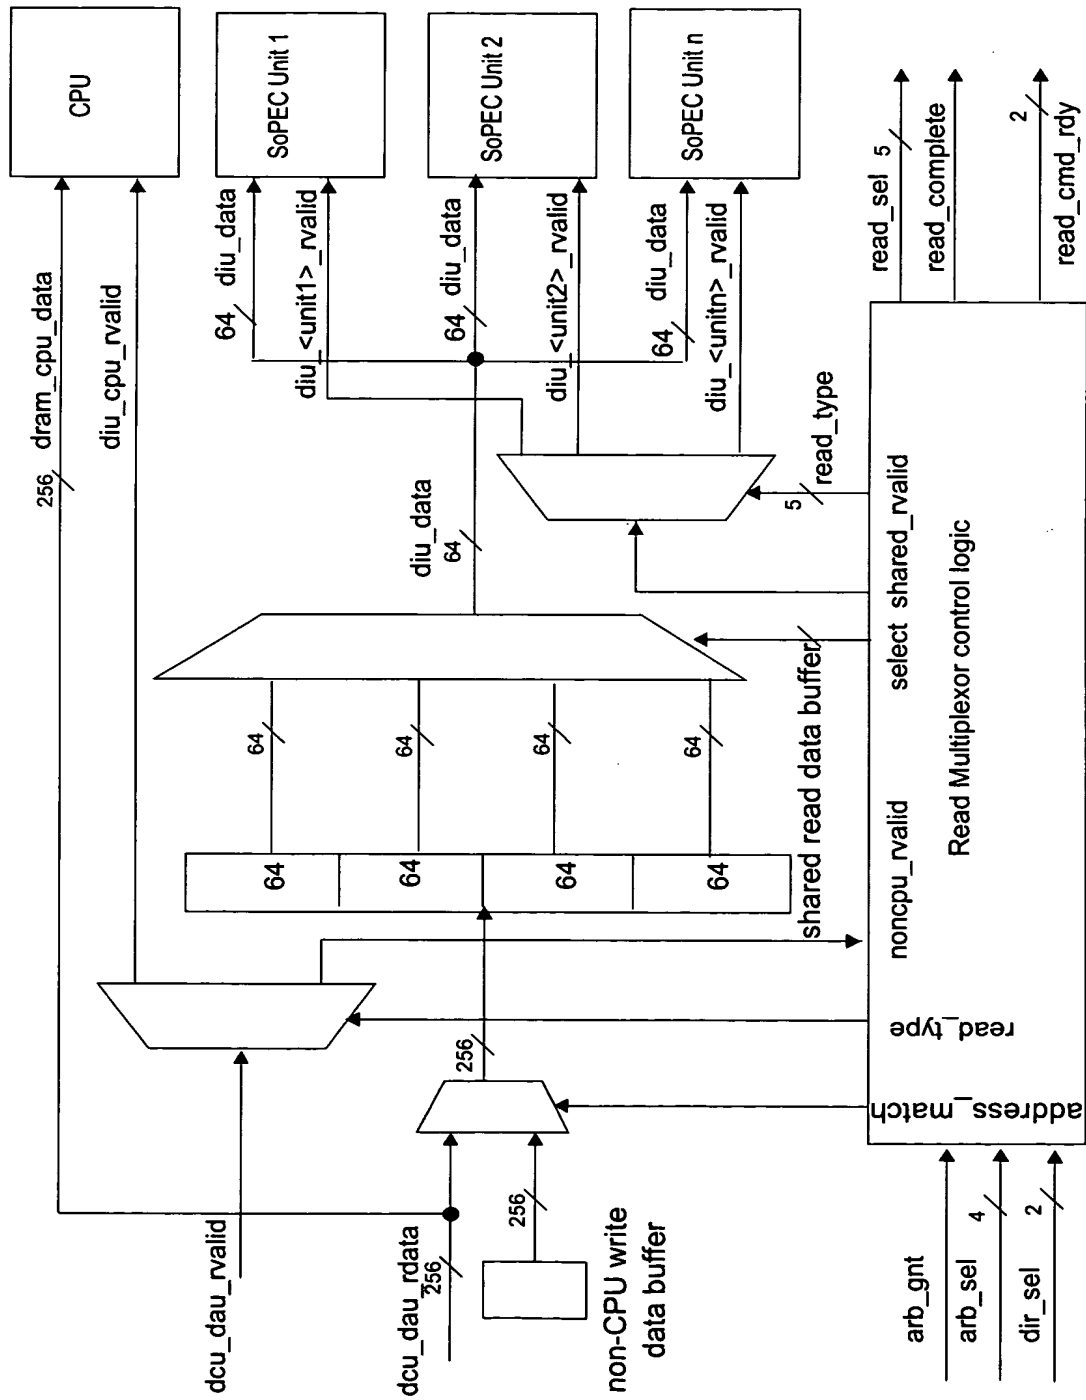 CPU
SoPEC Unit 1
SoPEC Unit 2
SoPEC Unit n
256
dram_cpu_data
diu_cpu_rvalid
64
diu_data
diu_<unit1>_rvalid
64
diu_data
diu_<unit2>_rvalid
64
diu_data
diu_<unitn>_rvalid
diu_data
64
5
read_type
64
64
64
64
64
64
64
64
shared read data buffer
256
dcu_dau_rvalid
dcu_dau_rdata
256
256
non-CPU write
data buffer
address_match
read_type
noncpu_rvalid
select
shared_rvalid
Read Multiplexor control logic
arb_gnt
arb_sel
4
dir_sel
2
read_sel
5
read_complete
2
read_cmd_rdy